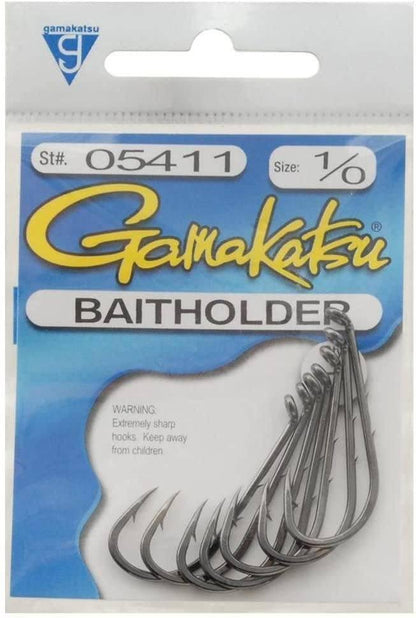 gamakatsu
St#. 05411 Size: 1/0
Gamakatsu®
BAITHOLDER
WARNING:
Extremely sharp
hooks. Keep away
from children.